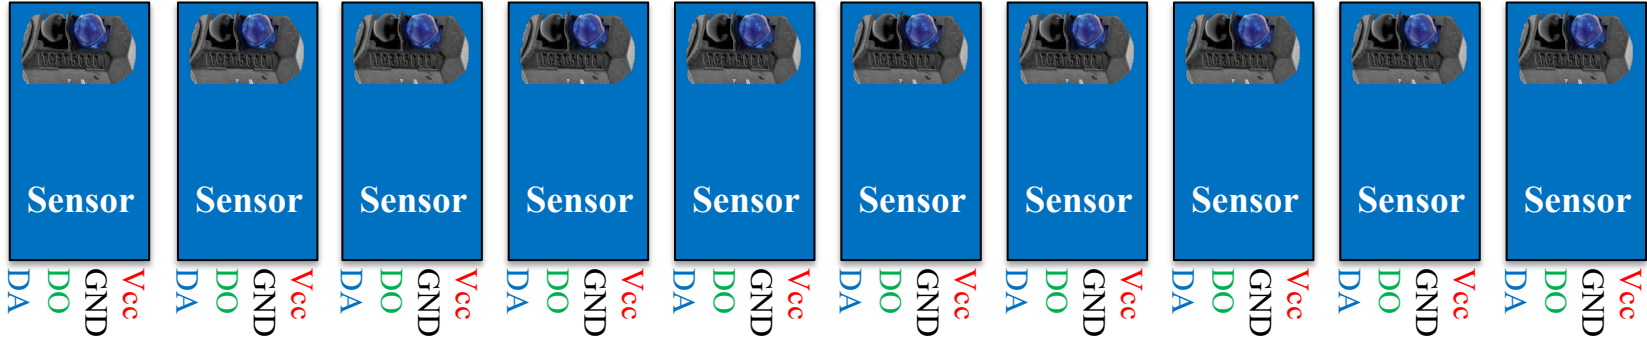 Sensor Sensor Sensor Sensor Sensor Sensor Sensor Sensor Sensor Sensor
DA DO GND Vcc DA DO GND Vcc DA DO GND Vcc DA DO GND Vcc DA DO GND Vcc DA DO GND Vcc DA DO GND Vcc DA DO GND Vcc DA DO GND Vcc DA DO GND Vcc